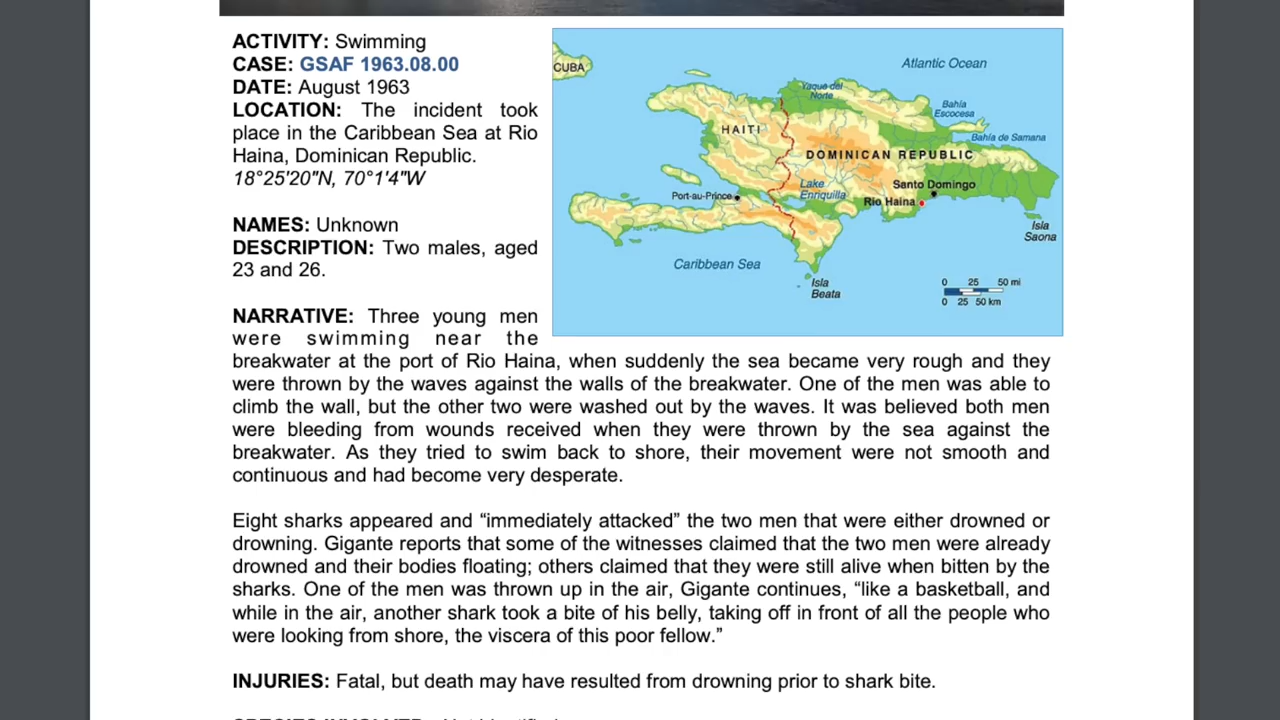 ACTIVITY: Swimming
CASE: GSAF 1963.08.00
DATE: August 1963
LOCATION: The incident took
place in the Caribbean Sea at Rio
Haina, Dominican Republic.
18°25'20"N, 70°1'4"W
NAMES: Unknown
DESCRIPTION: Two males, aged
23 and 26.
CUBA
Atlantic Ocean
Yaque del
Norte
Bahía
Escocesa
HAITI
Bahía de Samana
DOMINICAN REPUBLIC
Lake
Enriquilla
Santo Domingo
Port-au-Prince
Rio Haina
Isla
Saona
Caribbean Sea
Isla
Beata
0 25 50 mi
0 25 50 km
NARRATIVE: Three young men
were swimming near the
breakwater at the port of Rio Haina, when suddenly the sea became very rough and they
were thrown by the waves against the walls of the breakwater. One of the men was able to
climb the wall, but the other two were washed out by the waves. It was believed both men
were bleeding from wounds received when they were thrown by the sea against the
breakwater. As they tried to swim back to shore, their movement were not smooth and
continuous and had become very desperate.
Eight sharks appeared and “immediately attacked” the two men that were either drowned or
drowning. Gigante reports that some of the witnesses claimed that the two men were already
drowned and their bodies floating; others claimed that they were still alive when bitten by the
sharks. One of the men was thrown up in the air, Gigante continues, “like a basketball, and
while in the air, another shark took a bite of his belly, taking off in front of all the people who
were looking from shore, the viscera of this poor fellow.”
INJURIES: Fatal, but death may have resulted from drowning prior to shark bite.